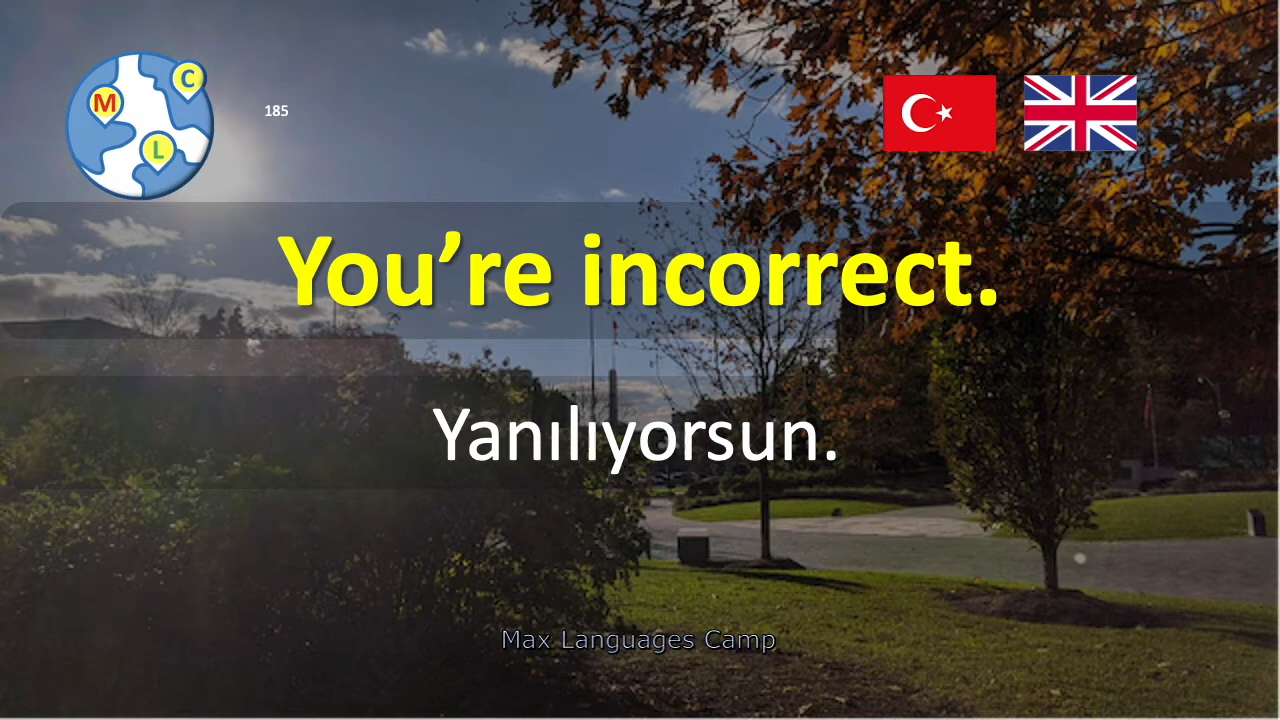 C
M
L
185
You’re incorrect.
Yanılıyorsun.
Max Languages Camp